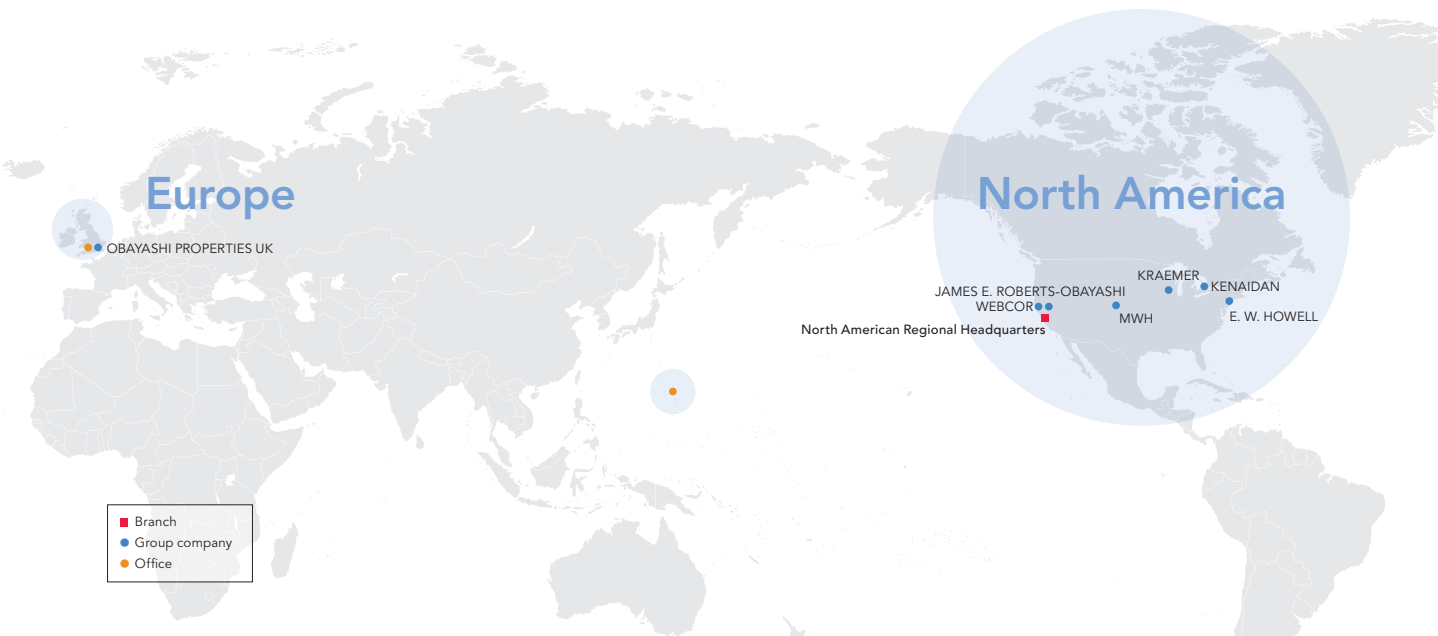 Europe
OBAYASHI PROPERTIES UK
North America
KRAEMER
KENAIDAN
JAMES E. ROBERTS-OBAYASHI
WEBCOR
MWH
E. W. HOWELL
North American Regional Headquarters
Branch
Group company
Office